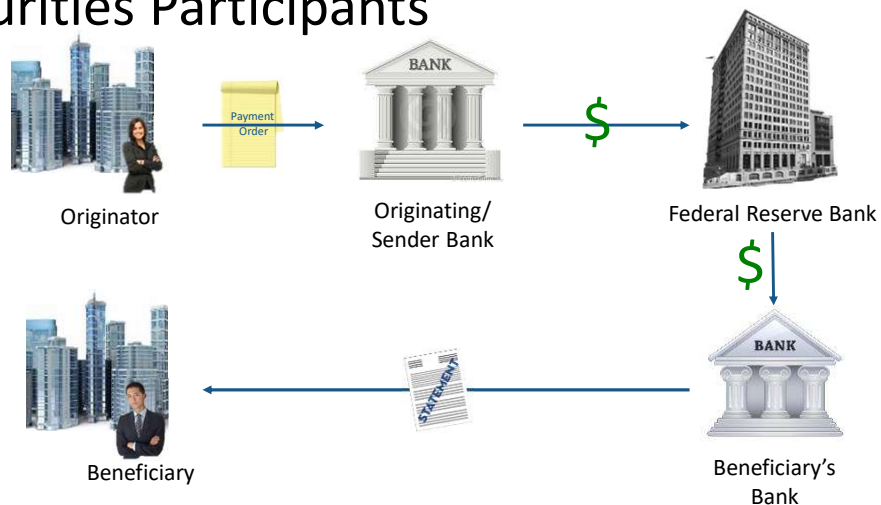 urities Participants
BANK
Payment
Order
$
Originator
Originating/
Sender Bank
Federal Reserve Bank
$
BANK
STATEMENT
Beneficiary
Beneficiary's
Bank